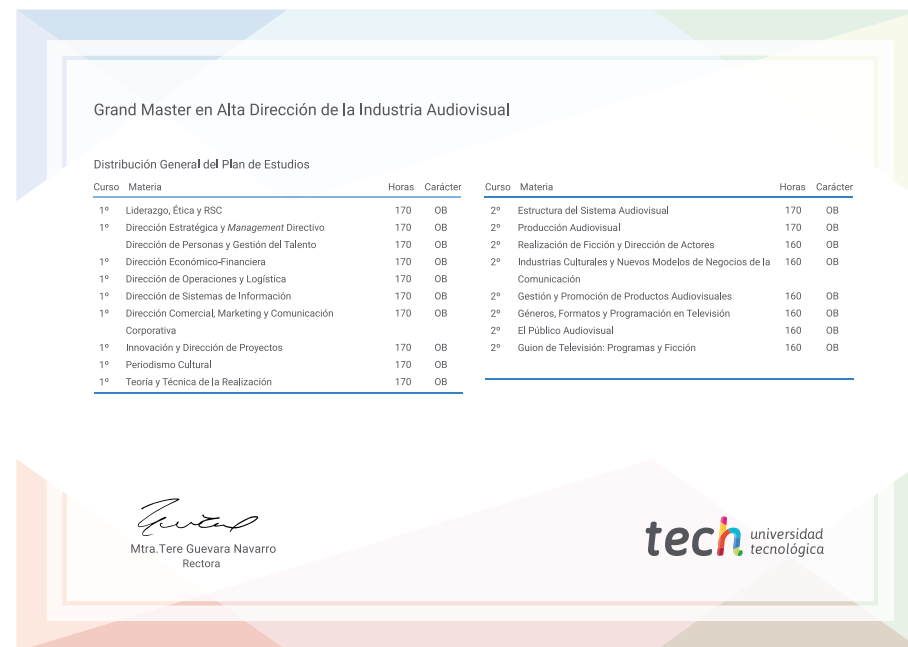 Grand Master en Alta Dirección de la Industria Audiovisual
Distribución General del Plan de Estudios
Curso Materia Horas Carácter
1º Liderazgo, Ética y RSC 170 OB
1º Dirección Estratégica y Management Directivo 170 OB
Dirección de Personas y Gestión del Talento 170 OB
1º Dirección Económico-Financiera 170 OB
1º Dirección de Operaciones y Logística 170 OB
1º Dirección de Sistemas de Información 170 OB
1º Dirección Comercial, Marketing y Comunicación 170 OB
Corporativa
1º Innovación y Dirección de Proyectos 170 OB
1º Periodismo Cultural 170 OB
1º Teoría y Técnica de la Realización 170 OB
Curso Materia Horas Carácter
2º Estructura del Sistema Audiovisual 170 OB
2º Producción Audiovisual 170 OB
2º Realización de Ficción y Dirección de Actores 160 OB
2º Industrias Culturales y Nuevos Modelos de Negocios de la 160 OB
Comunicación
2º Gestión y Promoción de Productos Audiovisuales 160 OB
2º Géneros, Formatos y Programación en Televisión 160 OB
2º El Público Audiovisual 160 OB
2º Guion de Televisión: Programas y Ficción 160 OB
Mtra.Tere Guevara Navarro
Rectora
tech universidad
tecnológica